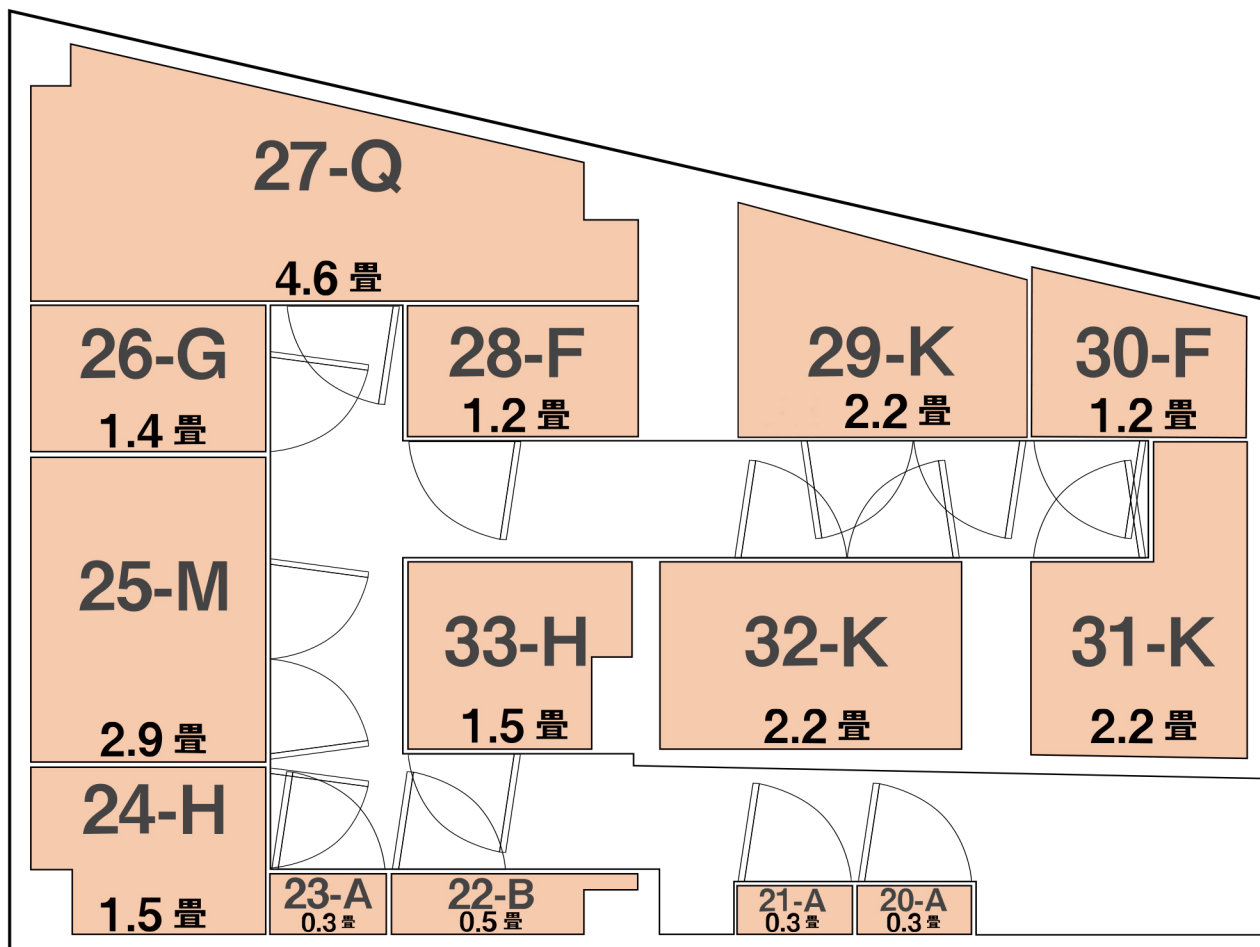 27-Q
4.6 畳
26-G
1.4 畳
28-F
1.2 畳
29-K
2.2 畳
30-F
1.2 畳
25-M
2.9 畳
33-H
1.5 畳
32-K
2.2 畳
31-K
2.2 畳
24-H
1.5 畳
23-A
0.3 畳
22-B
0.5 畳
21-A
0.3 畳
20-A
0.3 畳